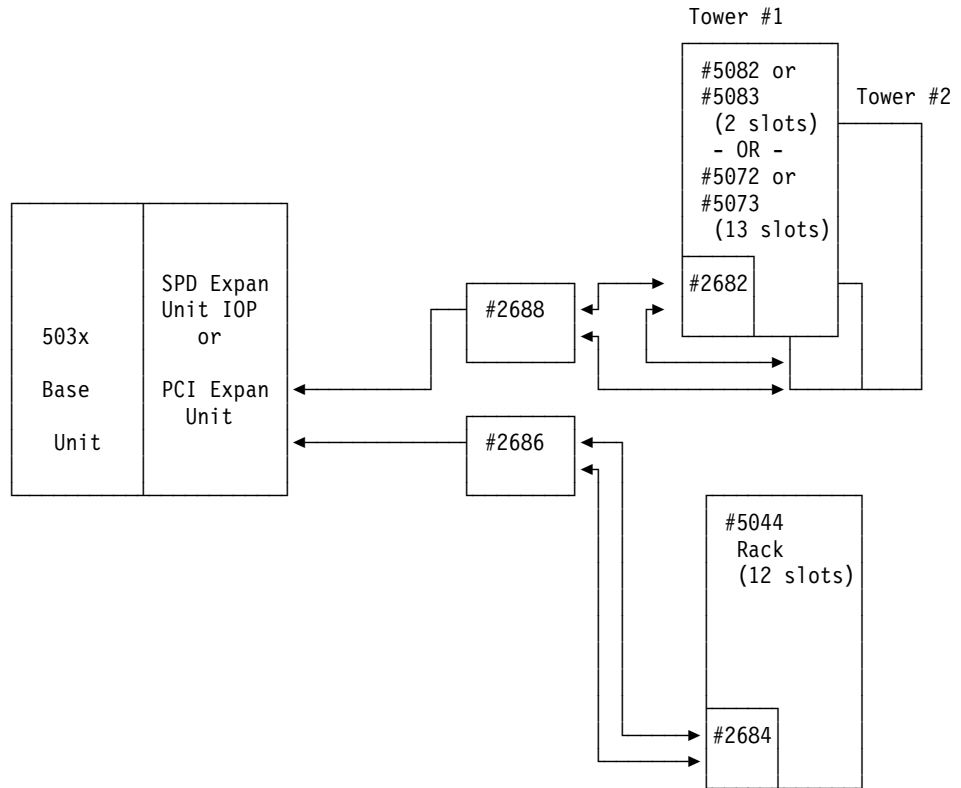 Tower #1
#5082 or
#5083
(2 slots)
- OR -
#5072 or
#5073
(13 slots)
#2682
Tower #2
503x
Base
Unit
SPD Expan
Unit IOP
or
PCI Expan
Unit
#2688
#2686
#5044
Rack
(12 slots)
#2684